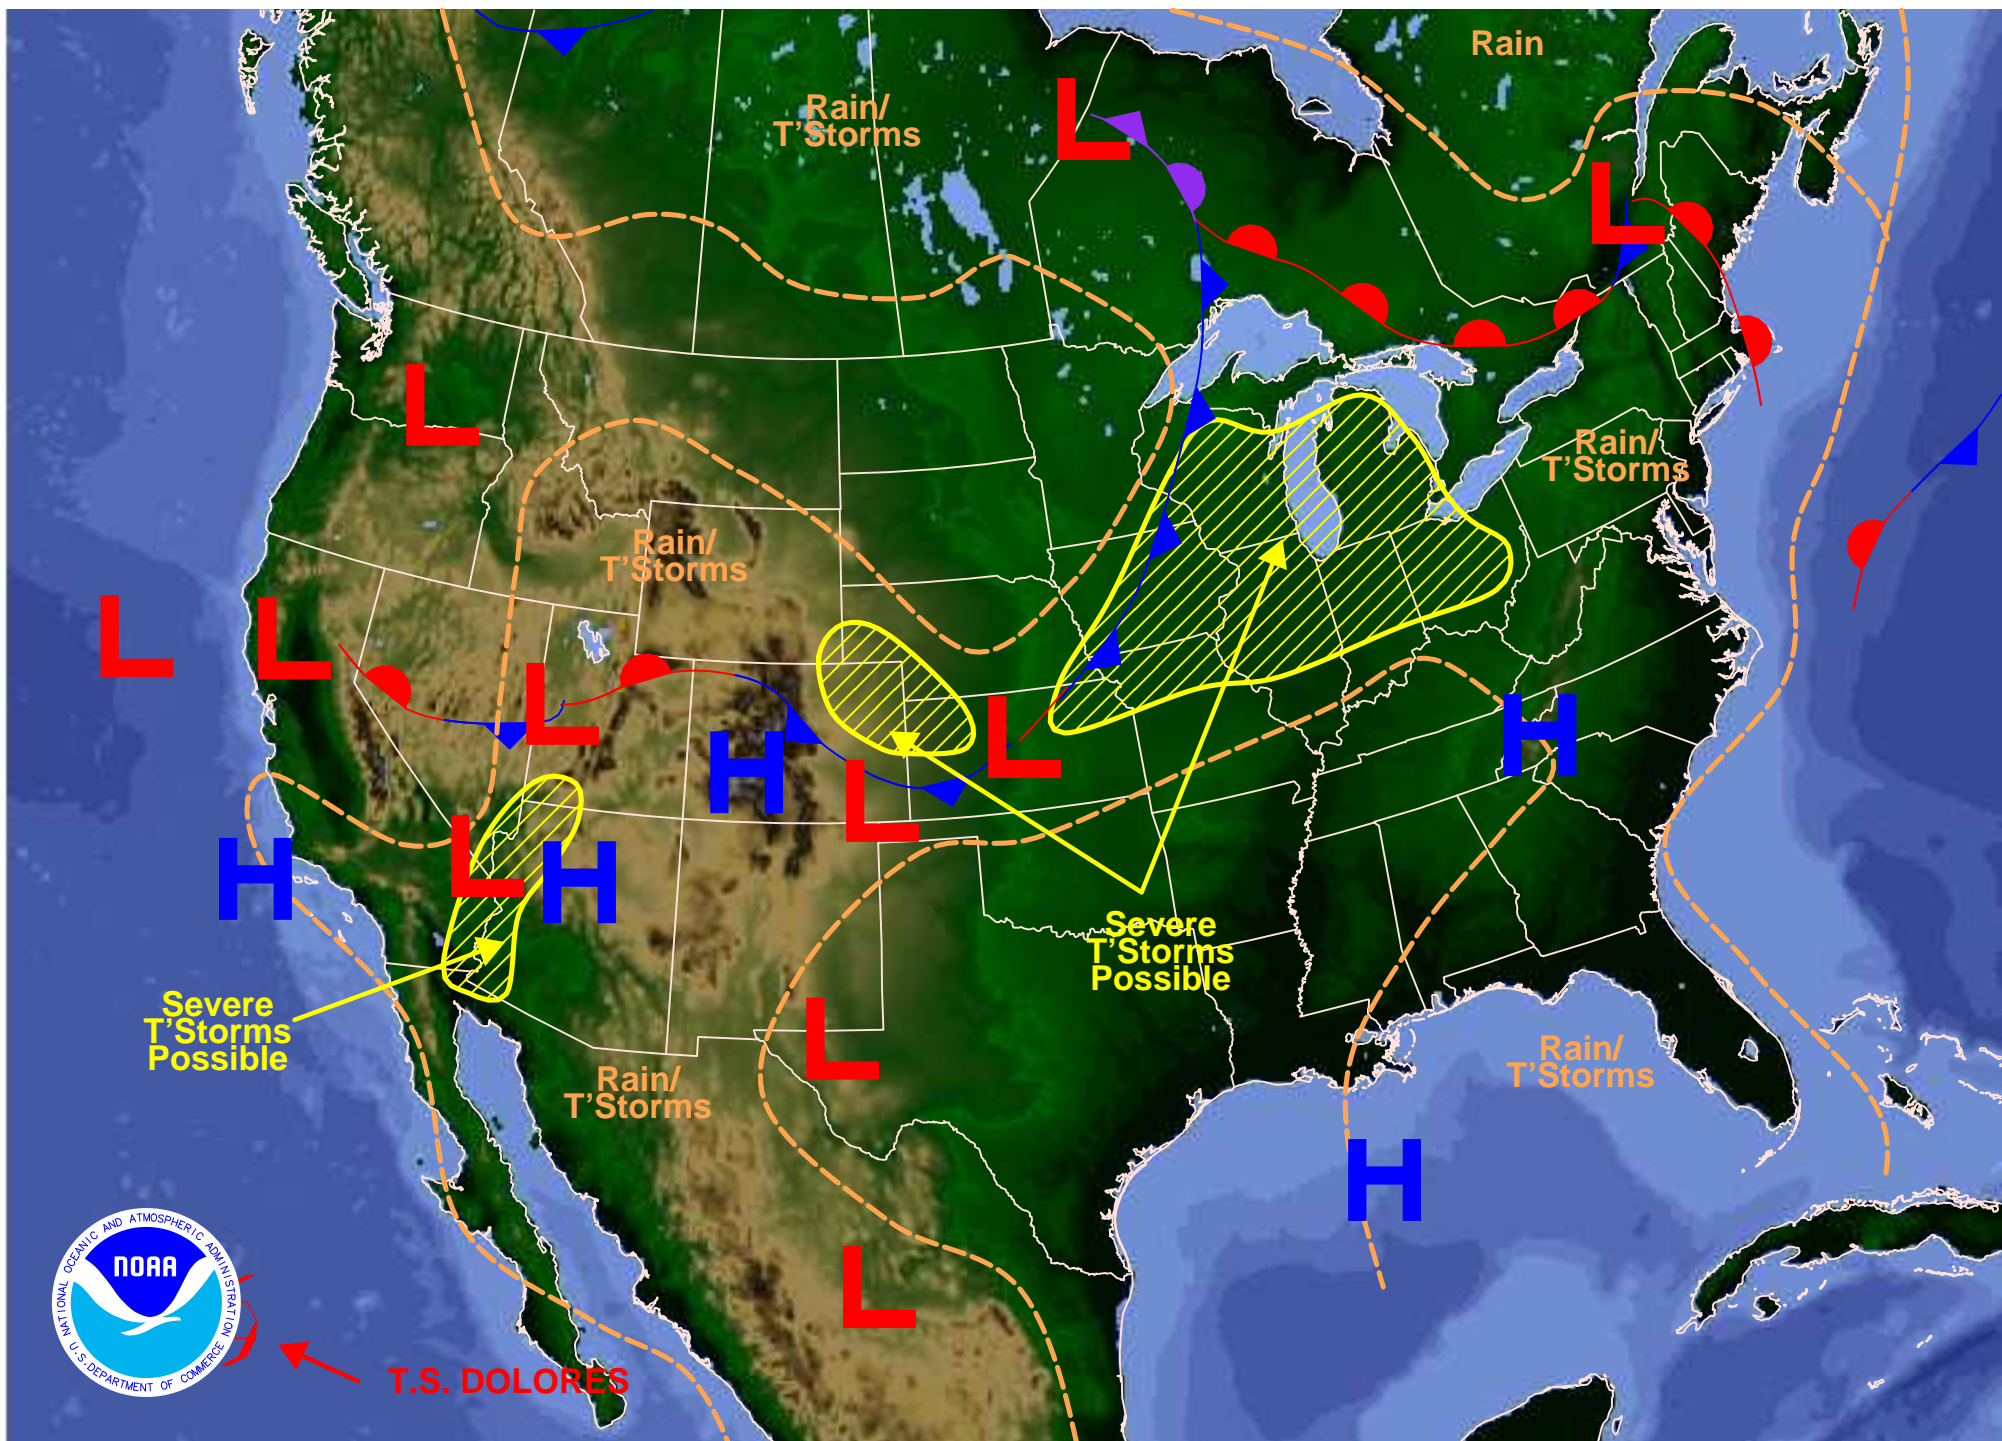 Rain
Rain/
T'Storms
L
L
L
Rain/
T'Storms
Rain/
T'Storms
L
L
L
L
H
H
L
L
L
H
H
Severe
T'Storms
Possible
Severe
T'Storms
Possible
L
Rain/
T'Storms
Rain/
T'Storms
H
L
NATIONAL OCEANIC AND ATMOSPHERIC ADMINISTRATION
NOAA
U.S. DEPARTMENT OF COMMERCE
T.S. DOLORES